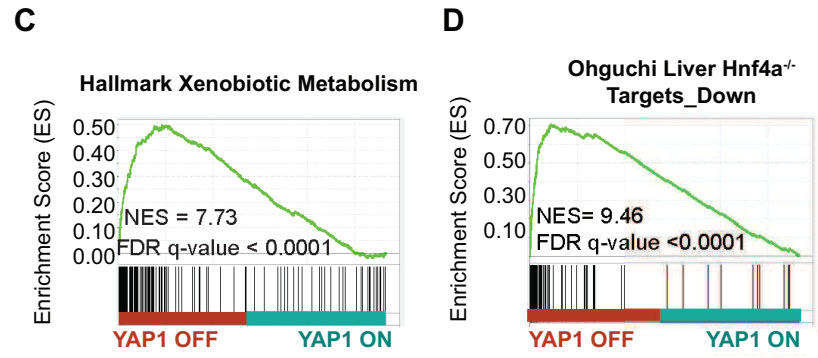 C
Hallmark Xenobiotic Metabolism
Enrichment Score (ES)
0.50
0.40
0.30
0.20
0.10
0.00
NES = 7.73
FDR q-value < 0.0001
YAP1 OFF YAP1 ON
D
Ohguchi Liver Hnf4a-/-
Targets_Down
Enrichment Score (ES)
0.70
0.50
0.30
0.10
NES= 9.46
FDR q-value <0.0001
YAP1 OFF YAP1 ON